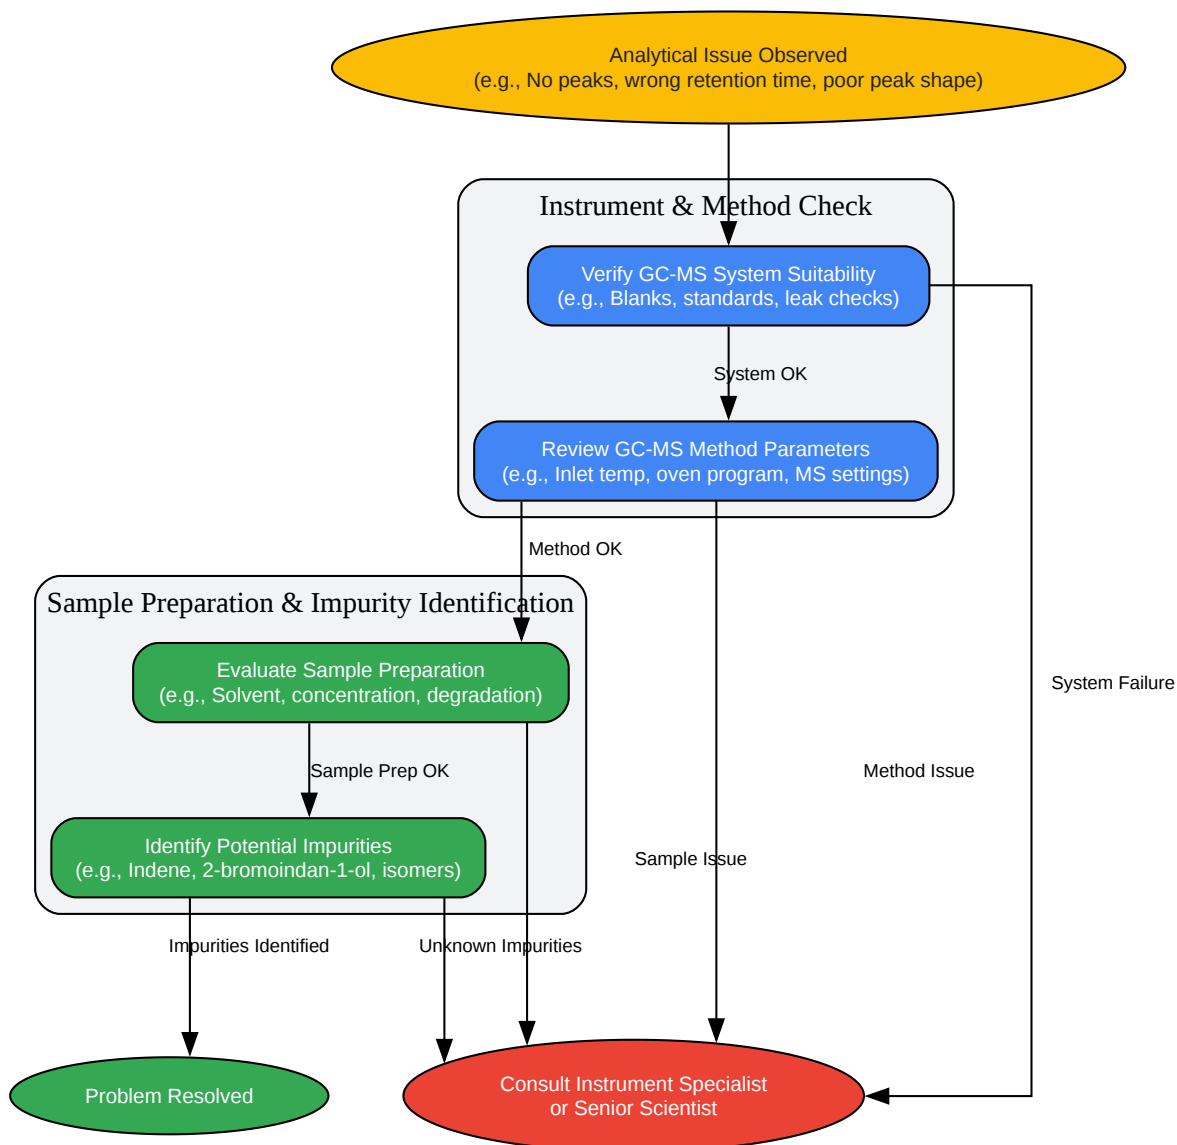 Analytical Issue Observed
(e.g., No peaks, wrong retention time, poor peak shape)
Instrument & Method Check
Verify GC-MS System Suitability
(e.g., Blanks, standards, leak checks)
System OK
Review GC-MS Method Parameters
(e.g., Inlet temp, oven program, MS settings)
Method OK
Sample Preparation & Impurity Identification
Evaluate Sample Preparation
(e.g., Solvent, concentration, degradation)
System Failure
Sample Prep OK
Method Issue
Identify Potential Impurities
(e.g., Indene, 2-bromoindan-1-ol, isomers)
Sample Issue
Impurities Identified
Unknown Impurities
Problem Resolved
Consult Instrument Specialist
or Senior Scientist